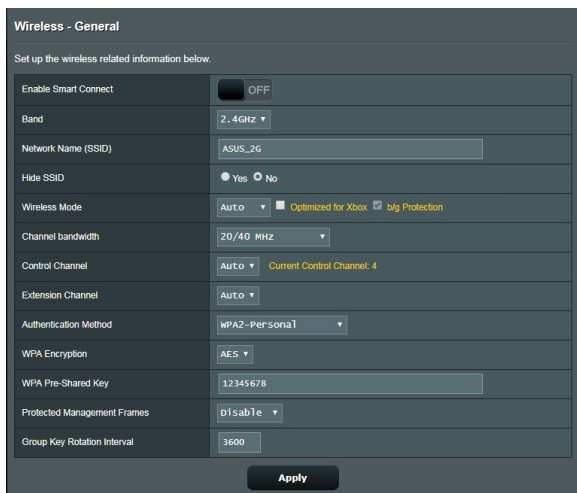 Wireless - General
Set up the wireless related information below.
Enable Smart Connect OFF
Band 2.4GHz
Network Name (SSID) ASUS_2G
Hide SSID Yes No
Wireless Mode Auto Optimized for Xbox b/g Protection
Channel bandwidth 20/40 MHz
Control Channel Auto Current Control Channel: 4
Extension Channel Auto
Authentication Method WPA2-Personal
WPA Encryption AES
WPA Pre-Shared Key 12345678
Protected Management Frames Disable
Group Key Rotation Interval 3600
Apply